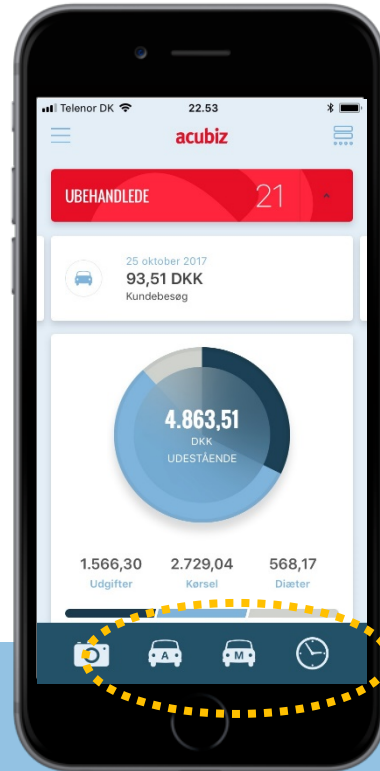 Telenor DK 22.53
acubiz
UBEHANDLEDE 21
25 oktober 2017
93,51 DKK
Kundebesøg
4.863,51
DKK
UDESTÅENDE
1.566,30 2.729,04 568,17
Udgifter Kørsel Diæter
A M